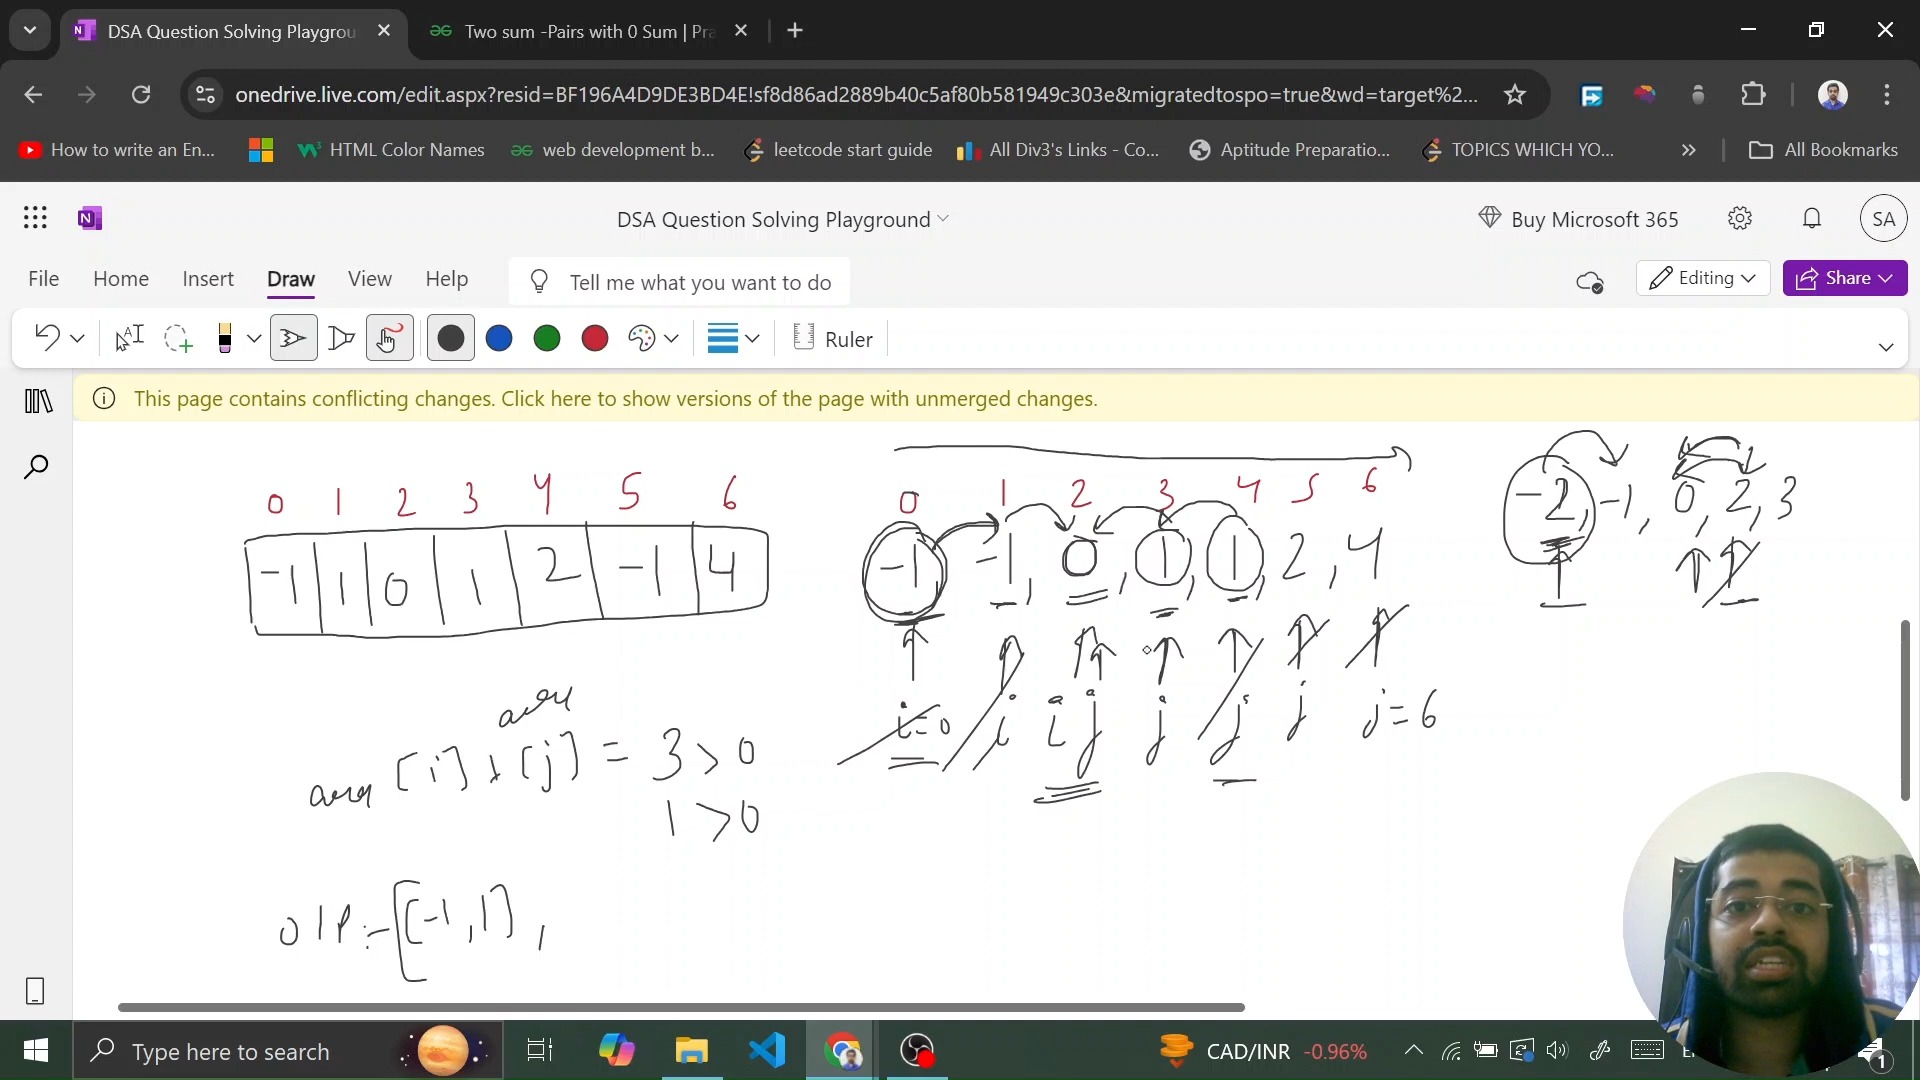 DSA Question Solving Playgrou
Two sum -Pairs with 0 Sum | Pra
onedrive.live.com/edit.aspx?resid=BF196A4D9DE3BD4E!sf8d86ad2889b40c5af80b581949c303e&migratedtospo=true&wd=target%2...
How to write an En...
HTML Color Names
web development b...
leetcode start guide
All Div3's Links - Co...
Aptitude Preparatio...
TOPICS WHICH YO...
All Bookmarks
DSA Question Solving Playground
Buy Microsoft 365
SA
File Home Insert Draw View Help
Tell me what you want to do
Editing
Share
Ruler
This page contains conflicting changes. Click here to show versions of the page with unmerged changes.
0 1 2 3 4 5 6
-1 1 0 1 2 -1 4
0 1 2 3 4 5 6
-1 -1, 0, 1, 1, 2, 4
-2, -1, 0, 2, 3
i=0 i i j j j j j=6
arr
arr [i] + [j] = 3 > 0
1 > 0
O/P :- [[-1, 1],
Type here to search
CAD/INR -0.96%
1